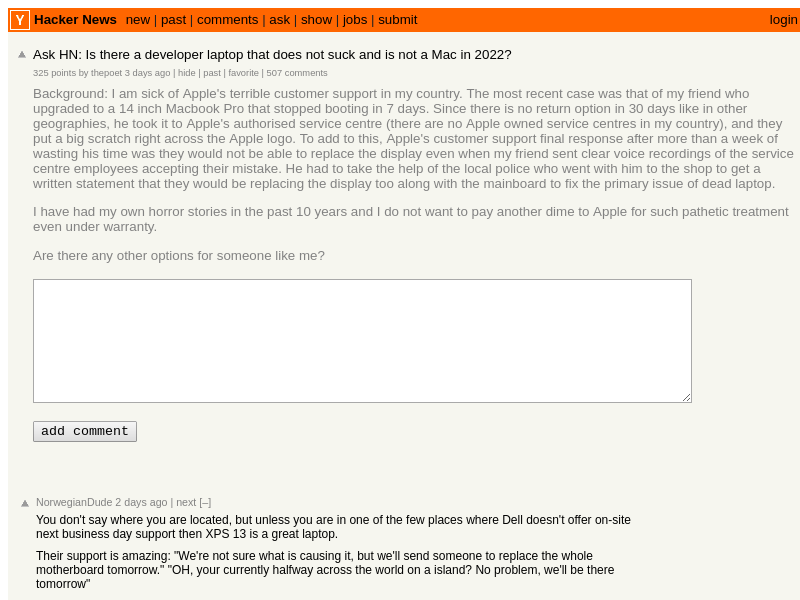 Y Hacker News new | past | comments | ask | show | jobs | submit login
Ask HN: Is there a developer laptop that does not suck and is not a Mac in 2022?
325 points by thepoet 3 days ago | hide | past | favorite | 507 comments
Background: I am sick of Apple's terrible customer support in my country. The most recent case was that of my friend who
upgraded to a 14 inch Macbook Pro that stopped booting in 7 days. Since there is no return option in 30 days like in other
geographies, he took it to Apple's authorised service centre (there are no Apple owned service centres in my country), and they
put a big scratch right across the Apple logo. To add to this, Apple's customer support final response after more than a week of
wasting his time was they would not be able to replace the display even when my friend sent clear voice recordings of the service
centre employees accepting their mistake. He had to take the help of the local police who went with him to the shop to get a
written statement that they would be replacing the display too along with the mainboard to fix the primary issue of dead laptop.
I have had my own horror stories in the past 10 years and I do not want to pay another dime to Apple for such pathetic treatment
even under warranty.
Are there any other options for someone like me?
add comment
NorwegianDude 2 days ago | next [–]
You don't say where you are located, but unless you are in one of the few places where Dell doesn't offer on-site
next business day support then XPS 13 is a great laptop.
Their support is amazing: "We're not sure what is causing it, but we'll send someone to replace the whole
motherboard tomorrow." "OH, your currently halfway across the world on a island? No problem, we'll be there
tomorrow"